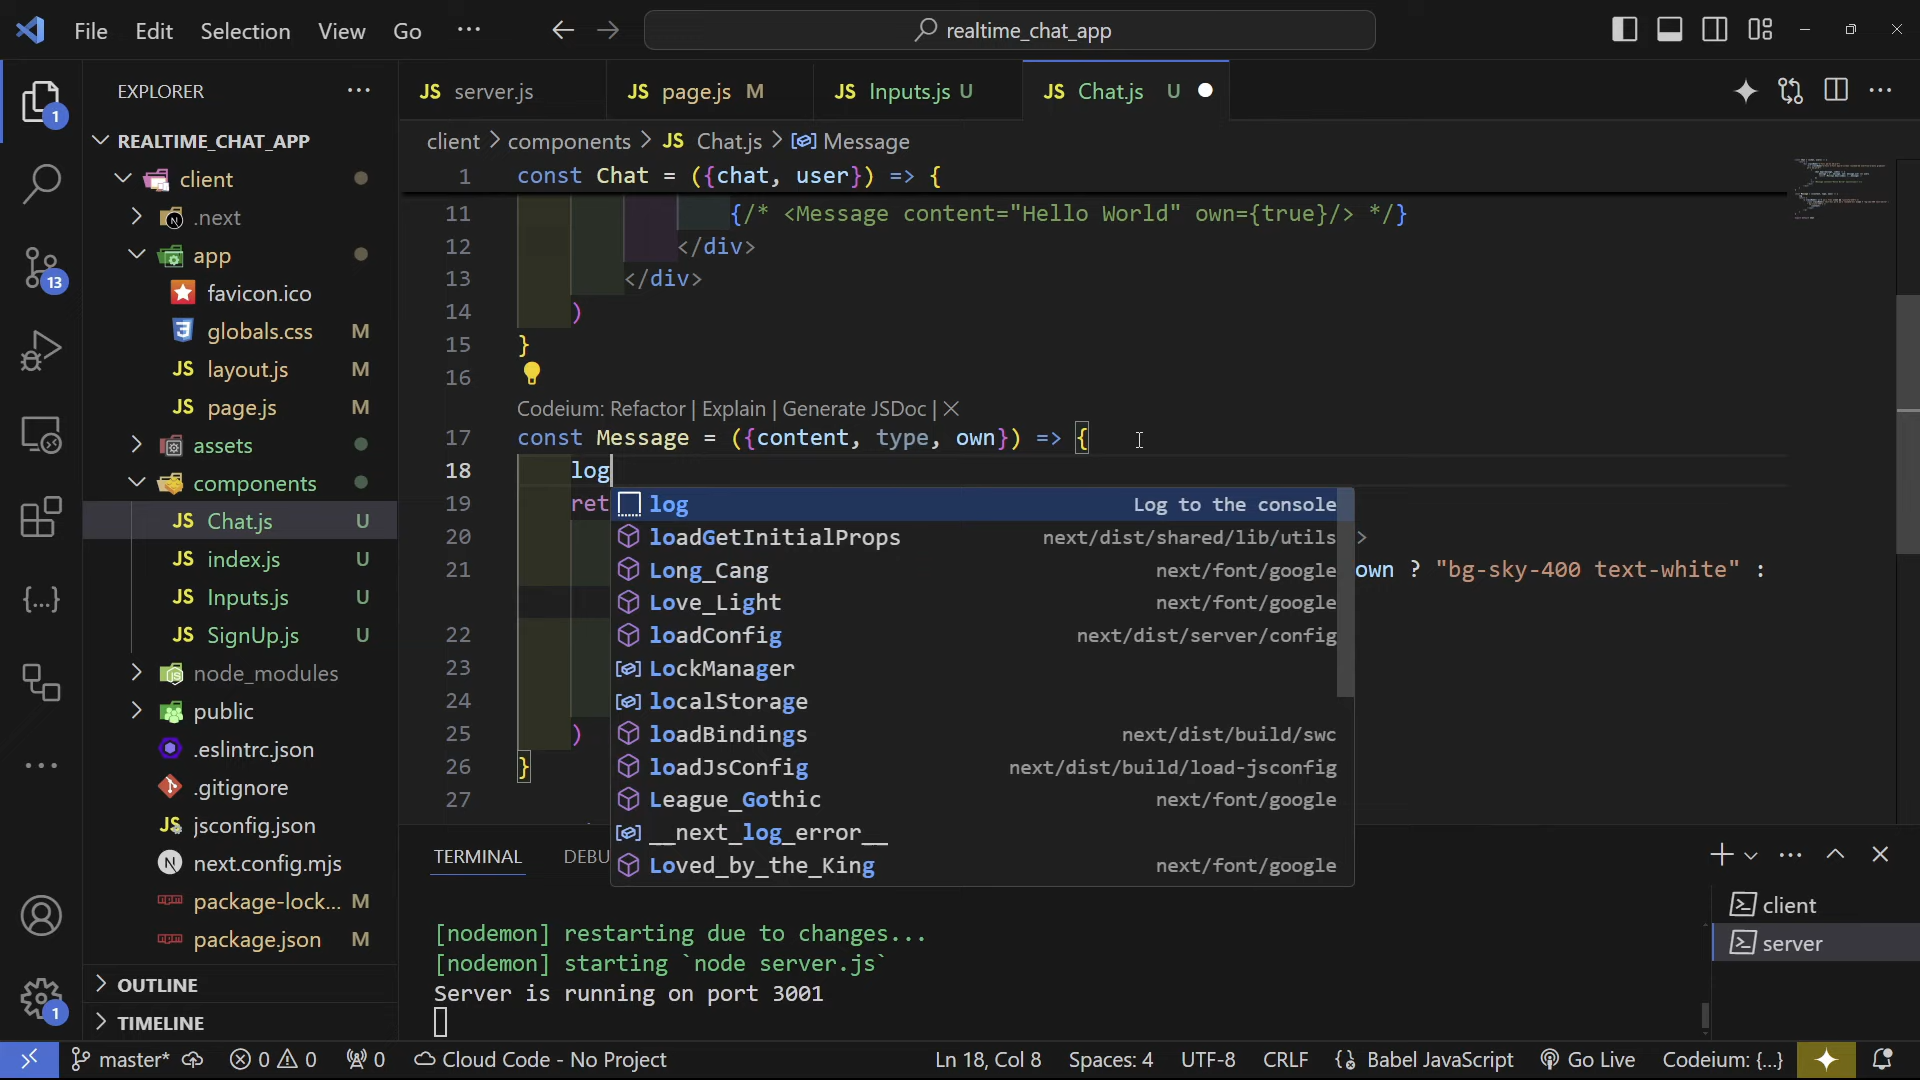 File Edit Selection View Go ··· realtime_chat_app
EXPLORER ···
REALTIME_CHAT_APP
client
.next
app
favicon.ico
globals.css M
layout.js M
page.js M
assets
components
Chat.js U
index.js U
Inputs.js U
SignUp.js U
node_modules
public
.eslintrc.json
.gitignore
jsconfig.json
next.config.mjs
package-lock... M
package.json M
OUTLINE
TIMELINE
1
13
1
JS server.js JS page.js M JS Inputs.js U JS Chat.js U
client > components > JS Chat.js > Message
1 const Chat = ({chat, user}) => {
11 {/* <Message content="Hello World" own={true}/> */}
12 </div>
13 </div>
14 )
15 }
16
Codeium: Refactor | Explain | Generate JSDoc | ×
17 const Message = ({content, type, own}) => {
18 log
19 ret
20 >
21 own ? "bg-sky-400 text-white" :
22
23
24
25 )
26 }
27
log Log to the console
loadGetInitialProps next/dist/shared/lib/utils
Long_Cang next/font/google
Love_Light next/font/google
loadConfig next/dist/server/config
LockManager
localStorage
loadBindings next/dist/build/swc
loadJsConfig next/dist/build/load-jsconfig
League_Gothic next/font/google
__next_log_error__
Loved_by_the_King next/font/google
TERMINAL DEBU
[nodemon] restarting due to changes...
[nodemon] starting `node server.js`
Server is running on port 3001
client
server
master* 0 0 0 Cloud Code - No Project Ln 18, Col 8 Spaces: 4 UTF-8 CRLF Babel JavaScript Go Live Codeium: {...}